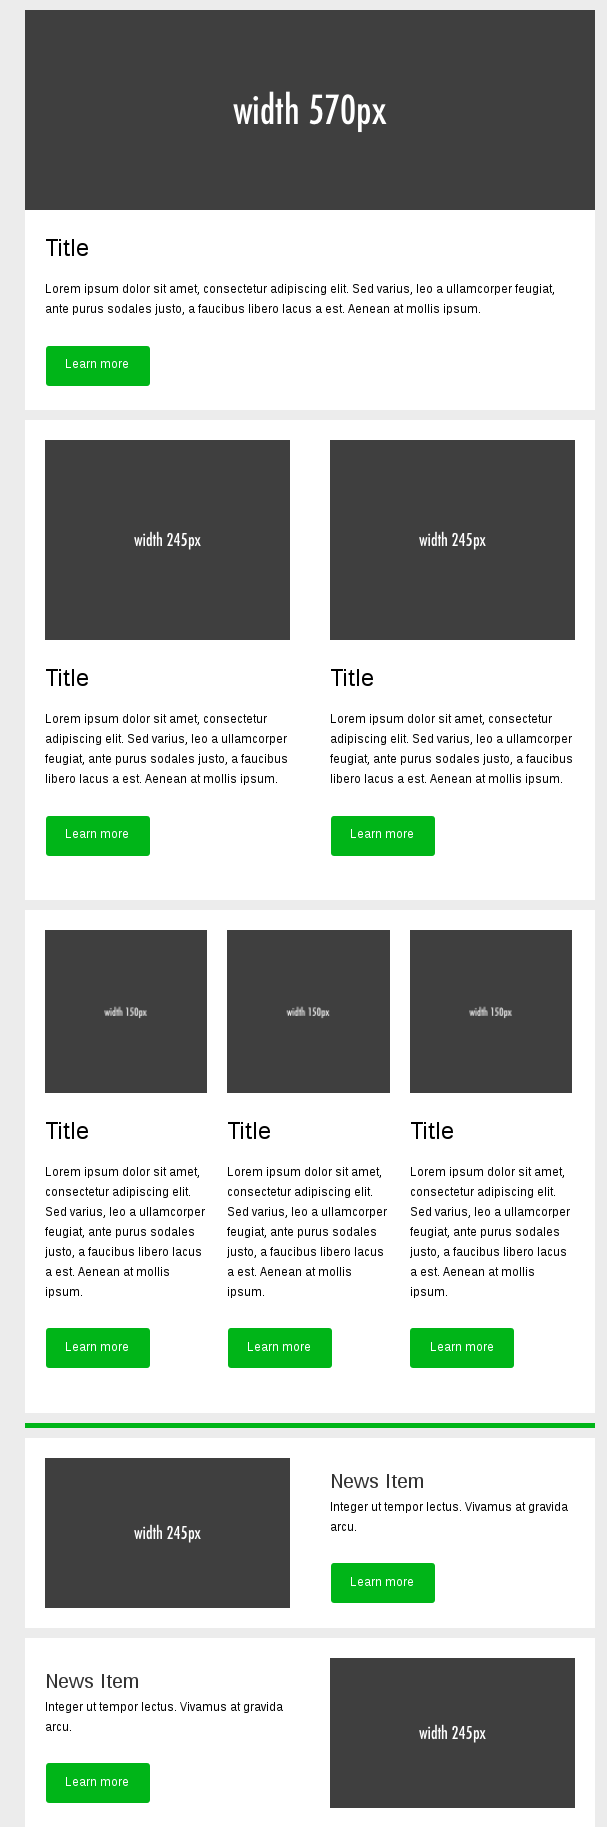 width 570px
Title
Lorem ipsum dolor sit amet, consectetur adipiscing elit. Sed varius, leo a ullamcorper feugiat,
ante purus sodales justo, a faucibus libero lacus a est. Aenean at mollis ipsum.
Learn more
width 245px
Title
Lorem ipsum dolor sit amet, consectetur
adipiscing elit. Sed varius, leo a ullamcorper
feugiat, ante purus sodales justo, a faucibus
libero lacus a est. Aenean at mollis ipsum.
Learn more
width 245px
Title
Lorem ipsum dolor sit amet, consectetur
adipiscing elit. Sed varius, leo a ullamcorper
feugiat, ante purus sodales justo, a faucibus
libero lacus a est. Aenean at mollis ipsum.
Learn more
width 150px
Title
Lorem ipsum dolor sit amet,
consectetur adipiscing elit.
Sed varius, leo a ullamcorper
feugiat, ante purus sodales
justo, a faucibus libero lacus
a est. Aenean at mollis
ipsum.
Learn more
width 150px
Title
Lorem ipsum dolor sit amet,
consectetur adipiscing elit.
Sed varius, leo a ullamcorper
feugiat, ante purus sodales
justo, a faucibus libero lacus
a est. Aenean at mollis
ipsum.
Learn more
width 150px
Title
Lorem ipsum dolor sit amet,
consectetur adipiscing elit.
Sed varius, leo a ullamcorper
feugiat, ante purus sodales
justo, a faucibus libero lacus
a est. Aenean at mollis
ipsum.
Learn more
width 245px
News Item
Integer ut tempor lectus. Vivamus at gravida
arcu.
Learn more
News Item
Integer ut tempor lectus. Vivamus at gravida
arcu.
Learn more
width 245px